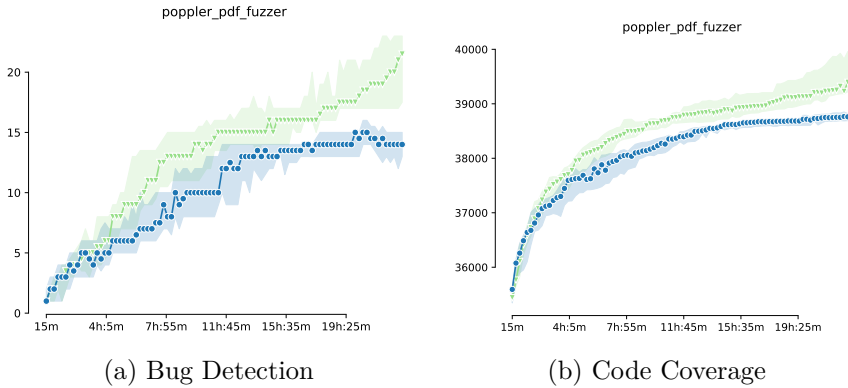 poppler_pdf_fuzzer
20
15
10
5
0
15m 4h:5m 7h:55m 11h:45m 15h:35m 19h:25m
(a) Bug Detection
poppler_pdf_fuzzer
40000
39000
38000
37000
36000
15m 4h:5m 7h:55m 11h:45m 15h:35m 19h:25m
(b) Code Coverage